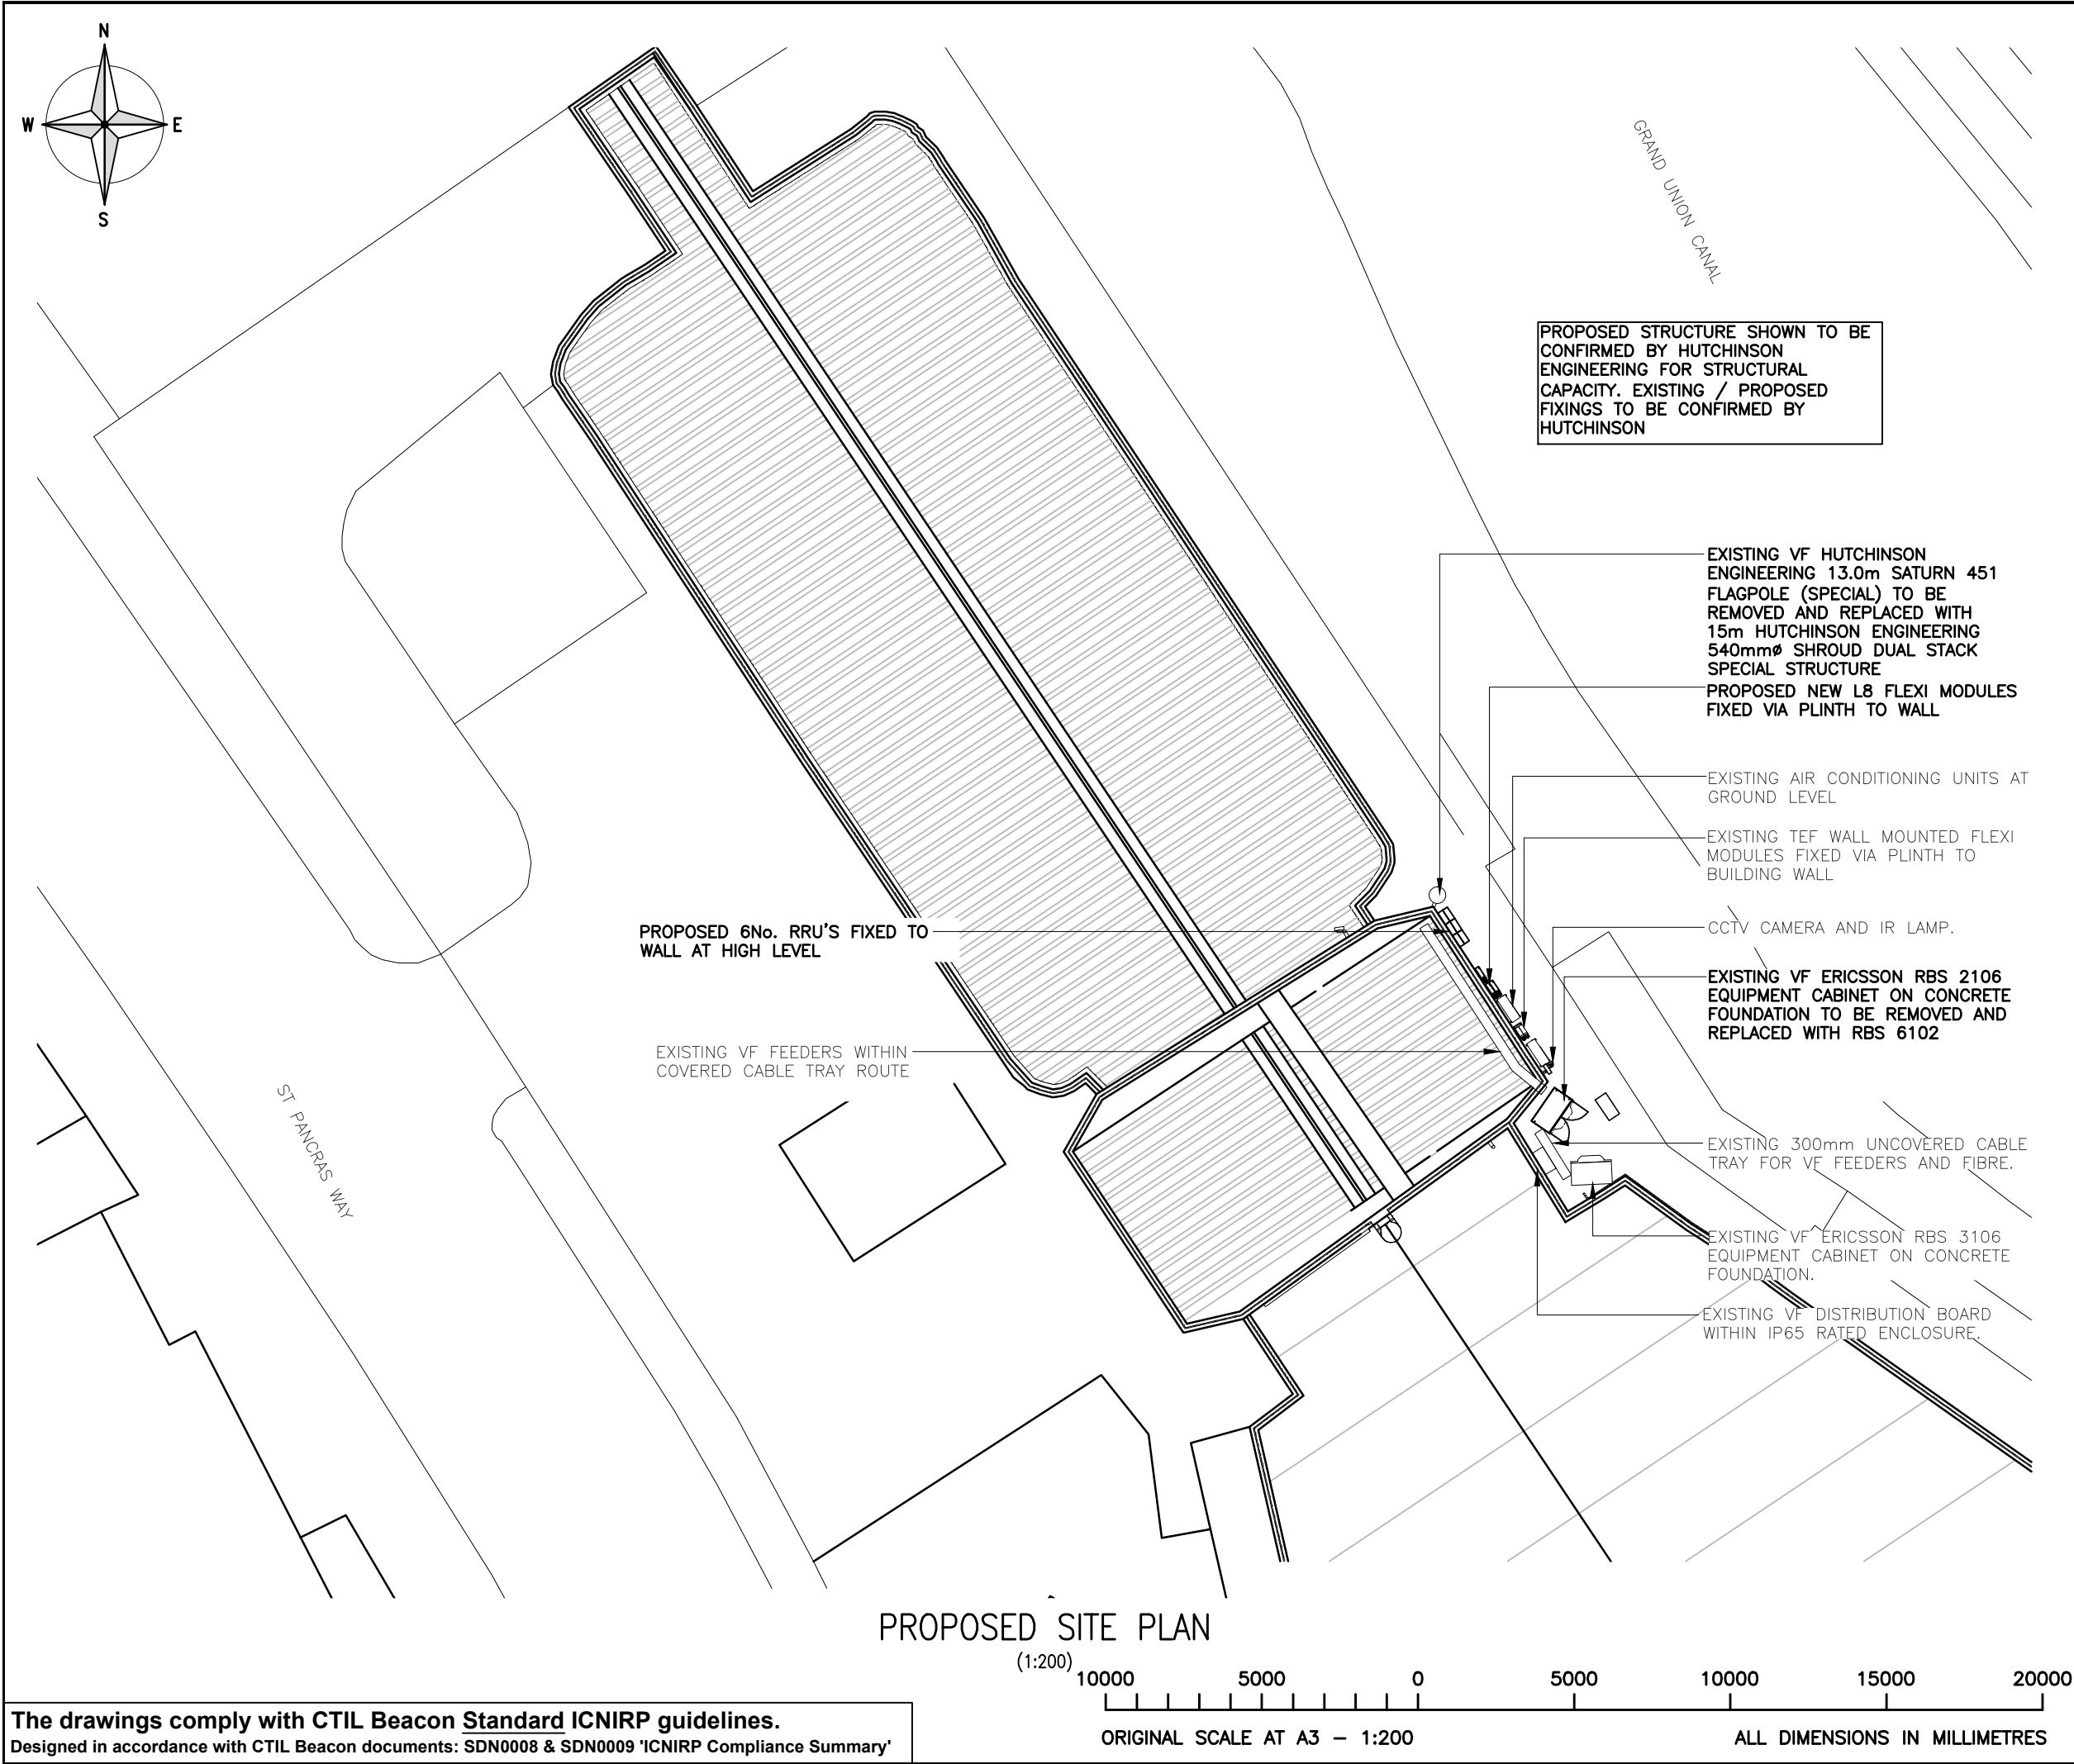 N
W
E
S
GRAND UNION CANAL
PROPOSED STRUCTURE SHOWN TO BE
CONFIRMED BY HUTCHINSON
ENGINEERING FOR STRUCTURAL
CAPACITY. EXISTING / PROPOSED
FIXINGS TO BE CONFIRMED BY
HUTCHINSON
EXISTING VF HUTCHINSON
ENGINEERING 13.0m SATURN 451
FLAGPOLE (SPECIAL) TO BE
REMOVED AND REPLACED WITH
15m HUTCHINSON ENGINEERING
540mmø SHROUD DUAL STACK
SPECIAL STRUCTURE
PROPOSED NEW L8 FLEXI MODULES
FIXED VIA PLINTH TO WALL
EXISTING AIR CONDITIONING UNITS AT
GROUND LEVEL
EXISTING TEF WALL MOUNTED FLEXI
MODULES FIXED VIA PLINTH TO
BUILDING WALL
CCTV CAMERA AND IR LAMP.
EXISTING VF ERICSSON RBS 2106
EQUIPMENT CABINET ON CONCRETE
FOUNDATION TO BE REMOVED AND
REPLACED WITH RBS 6102
EXISTING 300mm UNCOVERED CABLE
TRAY FOR VF FEEDERS AND FIBRE.
EXISTING VF ERICSSON RBS 3106
EQUIPMENT CABINET ON CONCRETE
FOUNDATION.
EXISTING VF DISTRIBUTION BOARD
WITHIN IP65 RATED ENCLOSURE.
PROPOSED 6No. RRU'S FIXED TO
WALL AT HIGH LEVEL
EXISTING VF FEEDERS WITHIN
COVERED CABLE TRAY ROUTE
ST PANCRAS WAY
PROPOSED SITE PLAN
(1:200)
10000 5000 0 5000 10000 15000 20000
ORIGINAL SCALE AT A3 – 1:200
ALL DIMENSIONS IN MILLIMETRES
The drawings comply with CTIL Beacon Standard ICNIRP guidelines.
Designed in accordance with CTIL Beacon documents: SDN0008 & SDN0009 'ICNIRP Compliance Summary'